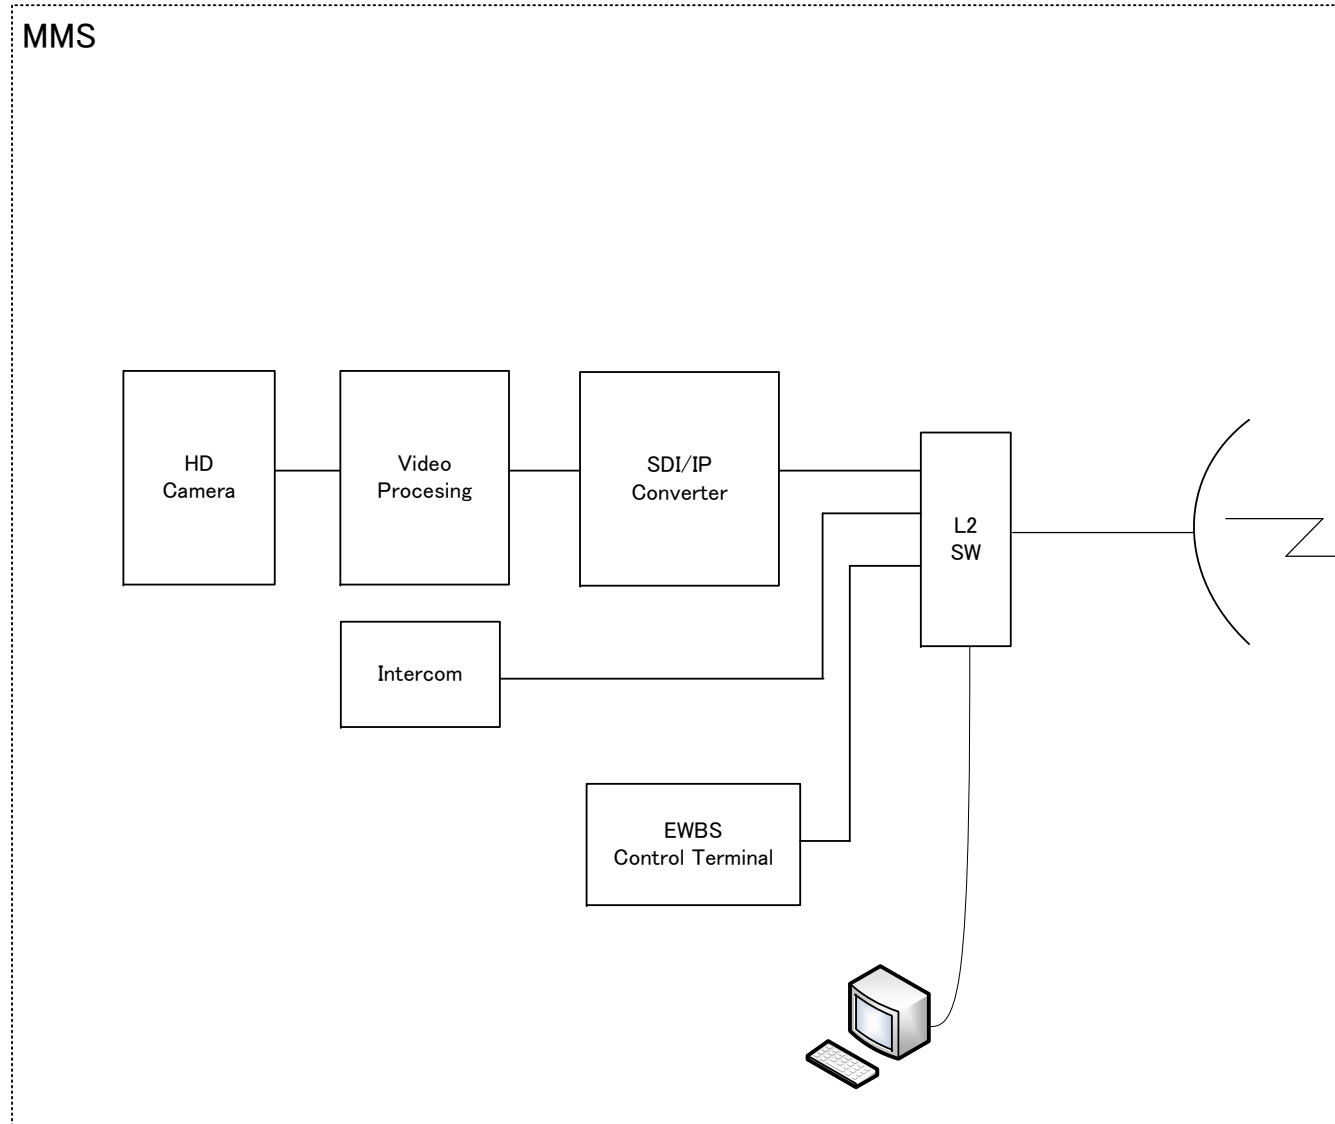 MMS
HD
Camera
Video
Procesing
SDI/IP
Converter
L2
SW
Intercom
EWBS
Control Terminal